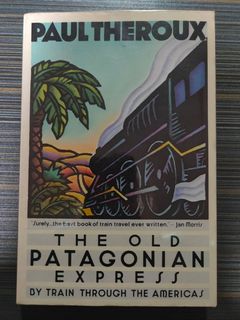 PAUL THEROUX
"Surely...the best book of train travel ever written." — Jan Morris
THE OLD
PATAGONIAN
EXPRESS
BY TRAIN THROUGH THE AMERICAS